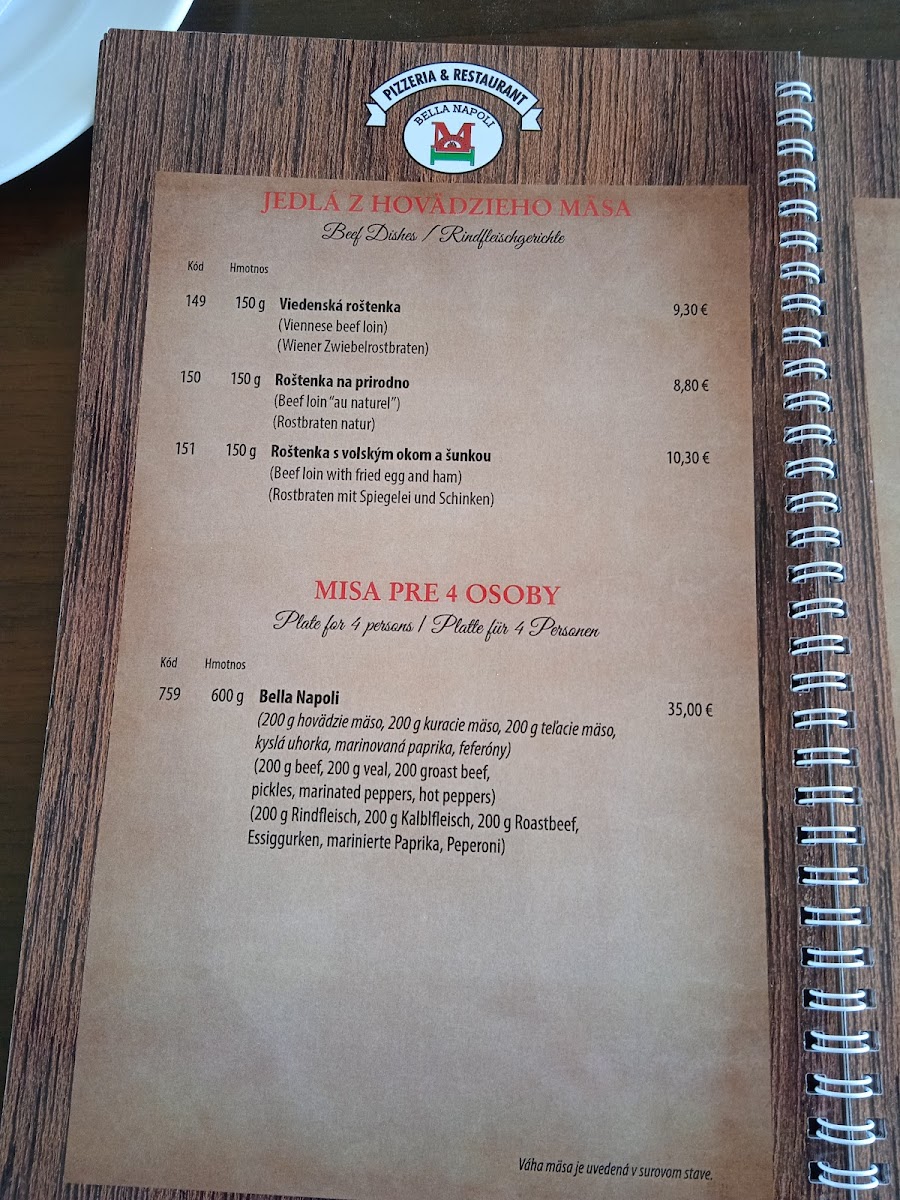 PIZZERIA & RESTAURANT
BELLA NAPOLI
JEDLÁ Z HOVÄDZIEHO MÄSA
Beef Dishes / Rindfleischgerichte
Kód Hmotnos
149 150 g Viedenská roštenka 9,30 €
(Viennese beef loin)
(Wiener Zwiebelrostbraten)
150 150 g Roštenka na prirodno 8,80 €
(Beef loin “au naturel”)
(Rostbraten natur)
151 150 g Roštenka s volským okom a šunkou 10,30 €
(Beef loin with fried egg and ham)
(Rostbraten mit Spiegelei und Schinken)
MISA PRE 4 OSOBY
Plate for 4 persons / Platte für 4 Personen
Kód Hmotnos
759 600 g Bella Napoli 35,00 €
(200 g hovädzie mäso, 200 g kuracie mäso, 200 g teľacie mäso,
kyslá uhorka, marinovaná paprika, feferóny)
(200 g beef, 200 g veal, 200 groast beef,
pickles, marinated peppers, hot peppers)
(200 g Rindfleisch, 200 g Kalblfleisch, 200 g Roastbeef,
Essiggurken, marinierte Paprika, Peperoni)
Váha mäsa je uvedená v surovom stave.